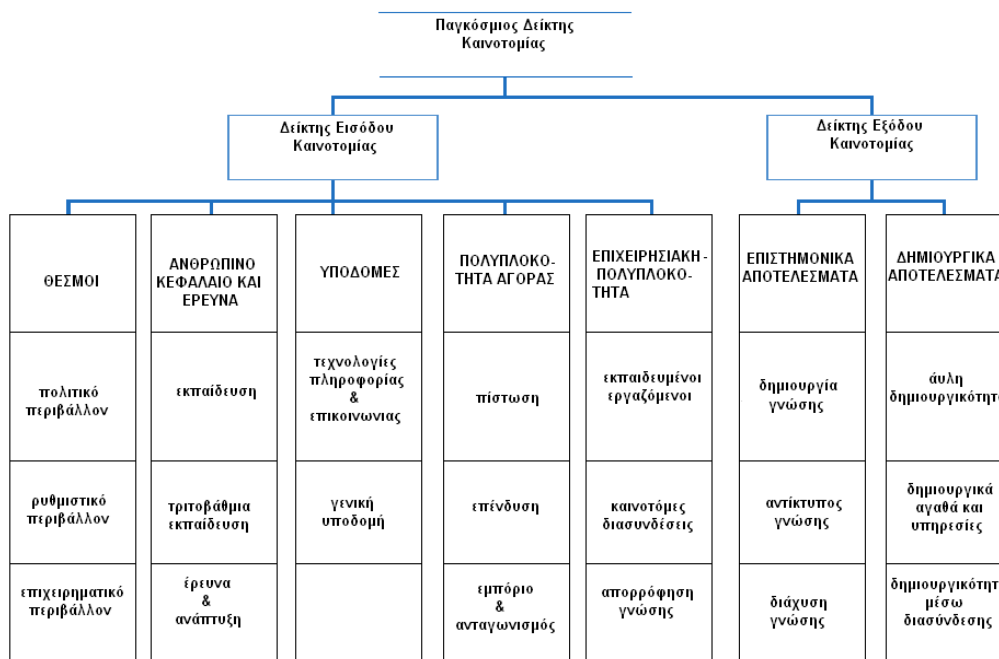 Παγκόσμιος Δείκτης
Καινοτομίας
Δείκτης Εισόδου
Καινοτομίας
Δείκτης Εξόδου
Καινοτομίας
ΘΕΣΜΟΙ
ΑΝΘΡΩΠΙΝΟ
ΚΕΦΑΛΑΙΟ ΚΑΙ
ΕΡΕΥΝΑ
ΥΠΟΔΟΜΕΣ
ΠΟΛΥΠΛΟΚΟ-
ΤΗΤΑ ΑΓΟΡΑΣ
ΕΠΙΧΕΙΡΗΣΙΑΚΗ -
ΠΟΛΥΠΛΟΚΟ-
ΤΗΤΑ
ΕΠΙΣΤΗΜΟΝΙΚΑ
ΑΠΟΤΕΛΕΣΜΑΤΑ
ΔΗΜΙΟΥΡΓΙΚΑ
ΑΠΟΤΕΛΕΣΜΑΤΑ
πολιτικό
περιβάλλον
εκπαίδευση
τεχνολογίες
πληροφορίας
&
επικοινωνιας
πίστωση
εκπαιδευμένοι
εργαζόμενοι
δημιουργία
γνώσης
άυλη
δημιουργικότητ
ρυθμιστικό
περιβάλλον
τριτοβάθμια
εκπαίδευση
γενική
υποδομή
επένδυση
καινοτόμες
διασυνδέσεις
αντίκτυπος
γνώσης
δημιουργικά
αγαθά και
υπηρεσίες
επιχειρηματικό
περιβάλλον
έρευνα
&
ανάπτυξη
εμπόριο
&
ανταγωνισμός
απορρόφηση
γνώσης
διάχυση
γνώσης
δημιουργικότητ
μέσω
διασύνδεσης